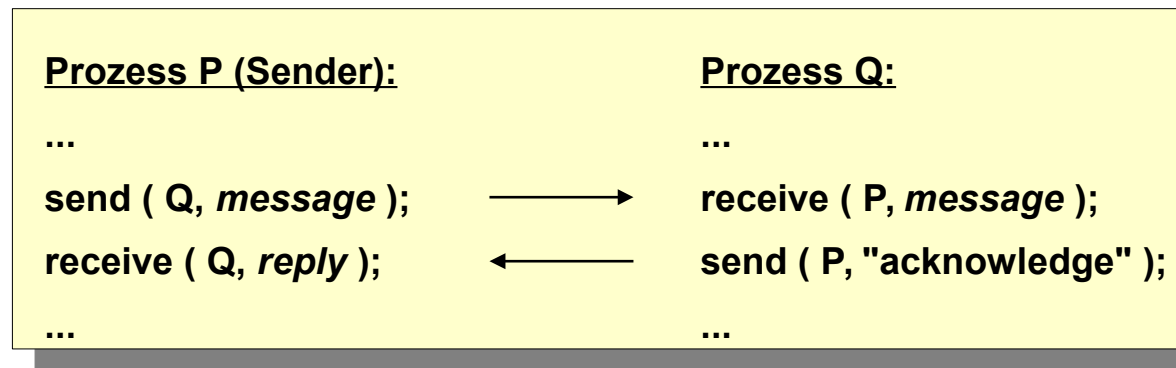 Prozess P (Sender): Prozess Q:
... ...
send ( Q, message ); receive ( P, message );
receive ( Q, reply ); send ( P, "acknowledge" );
... ...